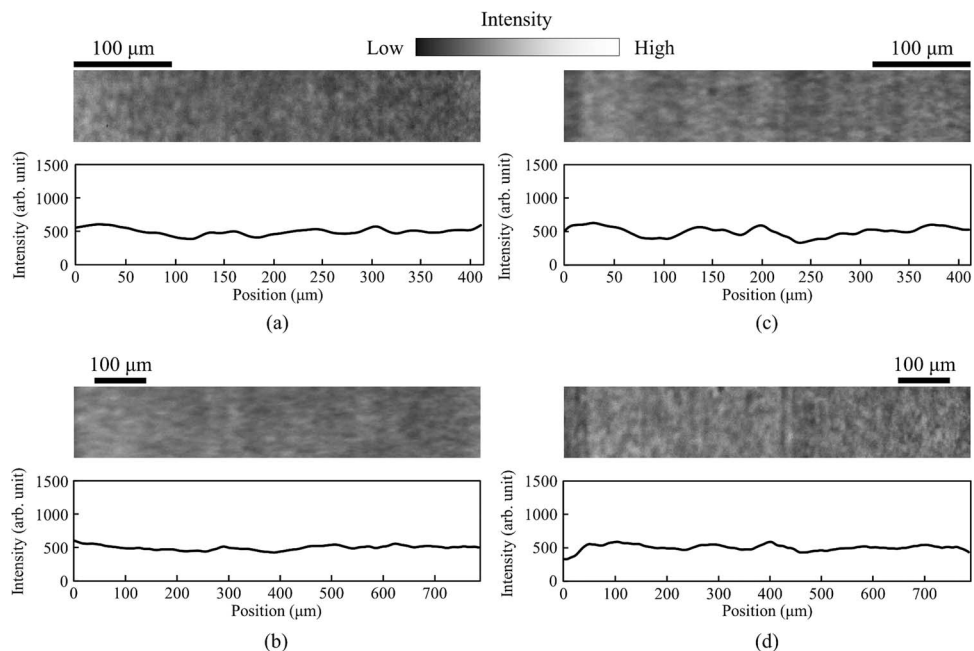 Intensity
Low High
100 μm
100 μm
Intensity (arb. unit)
1500
1000
500
0
0 50 100 150 200 250 300 350 400
Position (μm)
(a)
Intensity (arb. unit)
1500
1000
500
0
0 50 100 150 200 250 300 350 400
Position (μm)
(c)
100 μm
100 μm
Intensity (arb. unit)
1500
1000
500
0
0 100 200 300 400 500 600 700
Position (μm)
(b)
Intensity (arb. unit)
1500
1000
500
0
0 100 200 300 400 500 600 700
Position (μm)
(d)